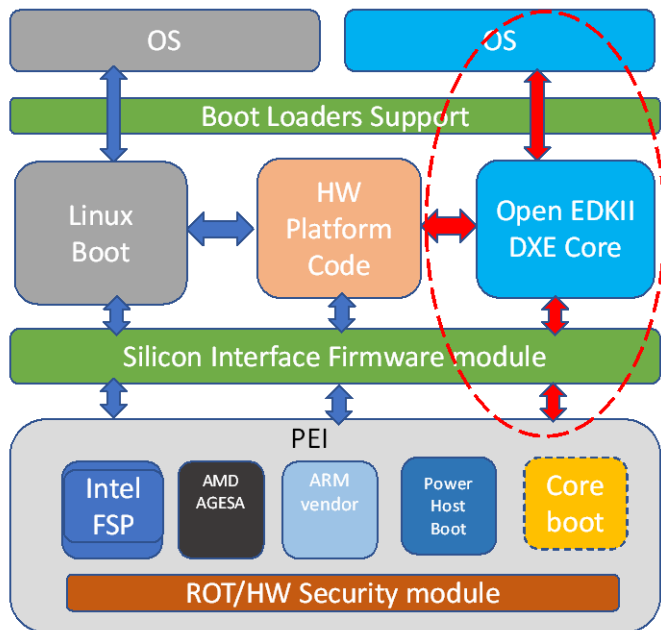 OS
OS
Boot Loaders Support
Linux
Boot
HW
Platform
Code
Open EDKII
DXE Core
Silicon Interface Firmware module
PEI
Intel
FSP
AMD
AGESA
ARM
vendor
Power
Host
Boot
Core
boot
ROT/HW Security module